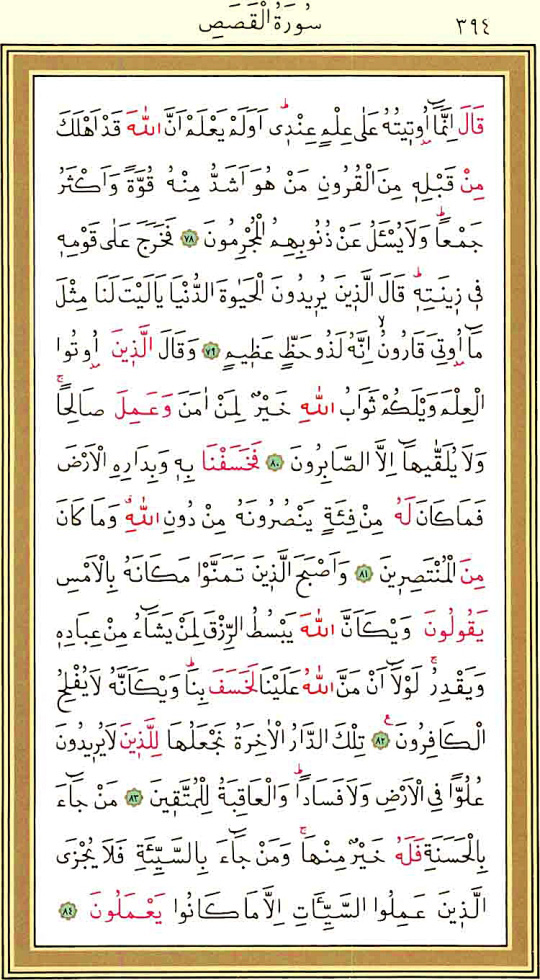 سُورَةُ الْقَصَصِ ٣٩٤
قَالَ اِنَّمَٓا اُو۫ت۪يتُهُ عَلٰى عِلْمٍ عِنْد۪يۜ اَوَلَمْ يَعْلَمْ اَنَّ اللّٰهَ قَدْ اَهْلَكَ
مِنْ قَبْلِه۪ مِنَ الْقُرُونِ مَنْ هُوَ اَشَدُّ مِنْهُ قُوَّةً وَاَكْثَرُ
جَمْعًاۜ وَلَا يُسْـَٔلُ عَنْ ذُنُوبِهِمُ الْمُجْرِمُونَ ٧٨ فَخَرَجَ عَلٰى قَوْمِه۪
ف۪ي ز۪ينَتِه۪ۜ قَالَ الَّذ۪ينَ يُر۪يدُونَ الْحَيٰوةَ الدُّنْيَا يَالَيْتَ لَنَا مِثْلَ
مَٓا اُو۫تِيَ قَارُونُۙ اِنَّهُ لَذُوحَظٍّ عَظ۪يمٍ ٧٩ وَقَالَ الَّذ۪ينَ اُو۫تُوا
الْعِلْمَ وَيْلَكُمْ ثَوَابُ اللّٰهِ خَيْرٌ لِمَنْ اٰمَنَ وَعَمِلَ صَالِحًاۚ
وَلَا يُلَقّٰيهَٓا اِلَّا الصَّابِرُونَ ٨٠ فَخَسَفْنَا بِه۪ وَبِدَارِهِ الْاَرْضَ
فَمَا كَانَ لَهُ مِنْ فِئَةٍ يَنْصُرُونَهُ مِنْ دُونِ اللّٰهِۗ وَمَا كَانَ
مِنَ الْمُنْتَصِر۪ينَ ٨١ وَاَصْبَحَ الَّذ۪ينَ تَمَنَّوْا مَكَانَهُ بِالْاَمْسِ
يَقُولُونَ وَيْكَاَنَّ اللّٰهَ يَبْسُطُ الرِّزْقَ لِمَنْ يَشَٓاءُ مِنْ عِبَادِه۪
وَيَقْدِرُۚ لَوْلَٓا اَنْ مَنَّ اللّٰهُ عَلَيْنَا لَخَسَفَ بِنَاۜ وَيْكَاَنَّهُ لَا يُفْلِحُ
الْكَافِرُونَ۟ ٨٢ تِلْكَ الدَّارُ الْاٰخِرَةُ نَجْعَلُهَا لِلَّذ۪ينَ لَا يُر۪يدُونَ
عُلُوًّا فِي الْاَرْضِ وَلَا فَسَادًاۜ وَالْعَاقِبَةُ لِلْمُتَّق۪ينَ ٨٣ مَنْ جَٓاءَ
بِالْحَسَنَةِ فَلَهُ خَيْرٌ مِنْهَاۚ وَمَنْ جَٓاءَ بِالسَّيِّئَةِ فَلَا يُجْزَى
الَّذ۪ينَ عَمِلُوا السَّيِّـَٔاتِ اِلَّا مَا كَانُوا يَعْمَلُونَ ٨٤